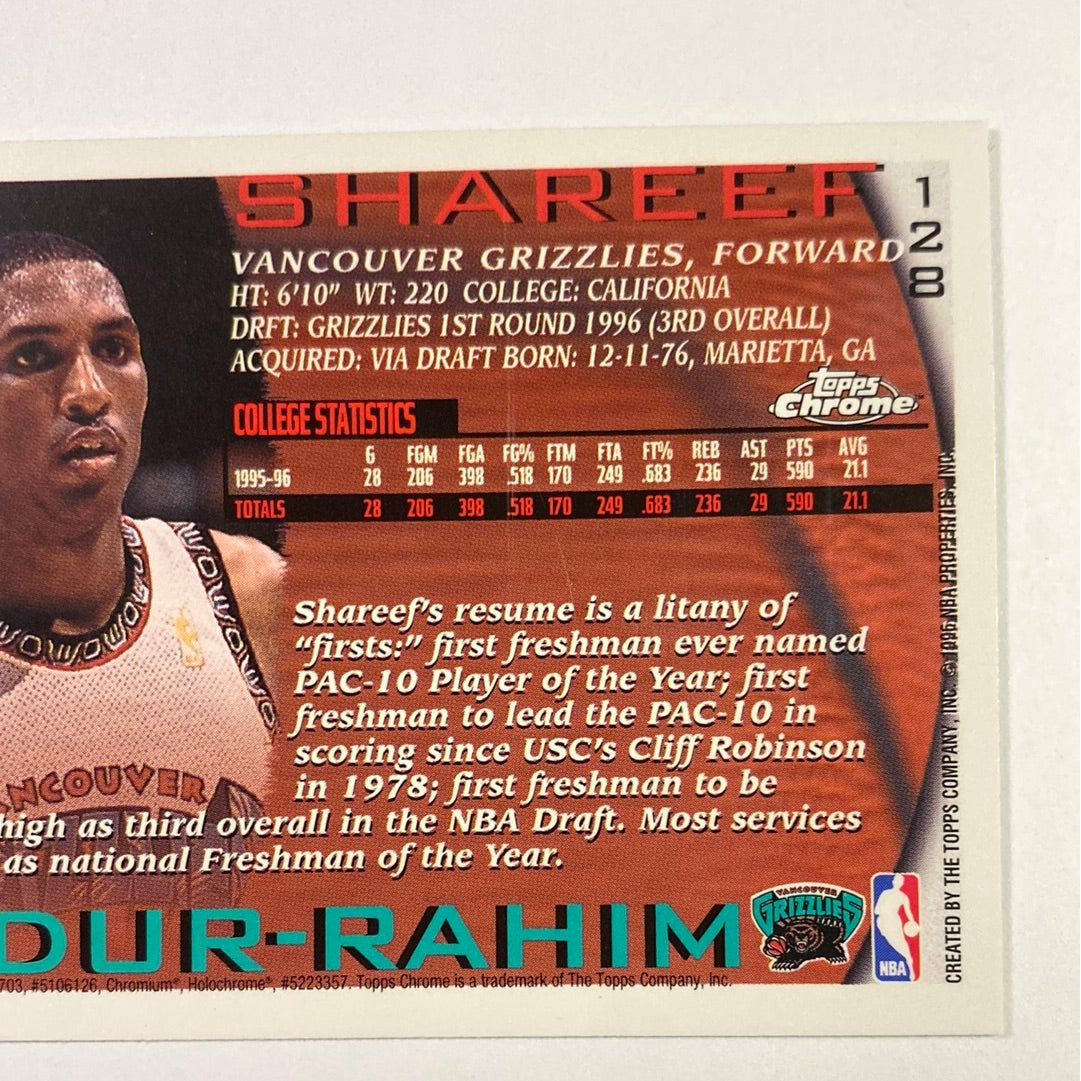 SHAREEF
128
VANCOUVER GRIZZLIES, FORWARD
HT: 6'10" WT: 220 COLLEGE: CALIFORNIA
DRFT: GRIZZLIES 1ST ROUND 1996 (3RD OVERALL)
ACQUIRED: VIA DRAFT BORN: 12-11-76, MARIETTA, GA
Topps Chrome™
COLLEGE STATISTICS
G FGM FGA FG% FTM FTA FT% REB AST PTS AVG
1995-96 28 206 398 .518 170 249 .683 236 29 590 21.1
TOTALS 28 206 398 .518 170 249 .683 236 29 590 21.1
Shareef's resume is a litany of
"firsts:" first freshman ever named
PAC-10 Player of the Year; first
freshman to lead the PAC-10 in
scoring since USC's Cliff Robinson
in 1978; first freshman to be
high as third overall in the NBA Draft. Most services
as national Freshman of the Year.
NCOUVER
DUR-RAHIM
VANCOUVER
GRIZZLIES
NBA
703, #5106126, Chromium®, Holochrome®, #5223357. Topps Chrome is a trademark of The Topps Company, Inc.
CREATED BY THE TOPPS COMPANY, INC. © 1996 NBA PROPERTIES, INC.